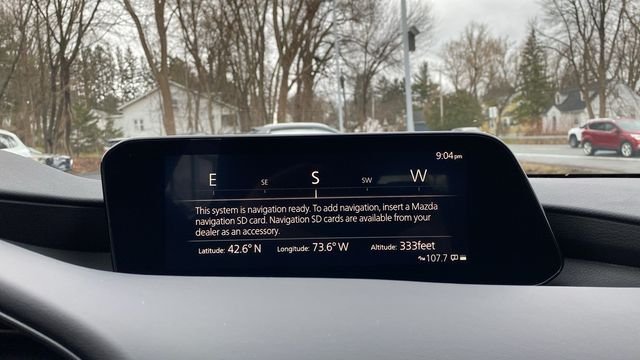 9:04pm
E SE S SW W
This system is navigation ready. To add navigation, insert a Mazda
navigation SD card. Navigation SD cards are available from your
dealer as an accessory.
Latitude: 42.6° N Longitude: 73.6° W Altitude: 333feet
107.7